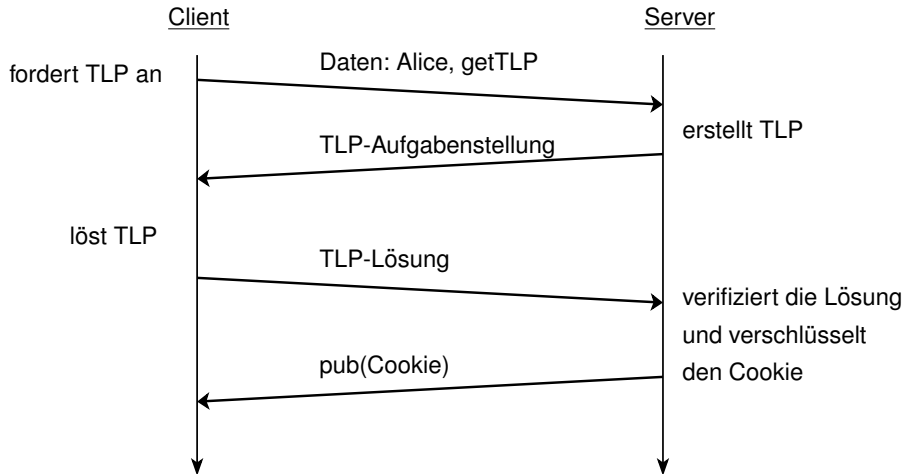 Client
Server
fordert TLP an
Daten: Alice, getTLP
erstellt TLP
TLP-Aufgabenstellung
löst TLP
TLP-Lösung
verifiziert die Lösung
und verschlüsselt
pub(Cookie)
den Cookie